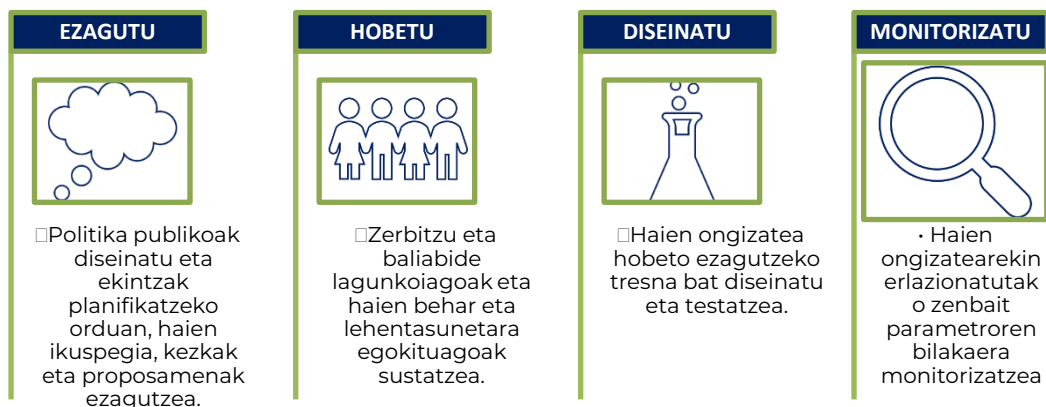 EZAGUTU
□Politika publikoak
diseinatu eta
ekintzak
planifikatzeko
orduan, haien
ikuspegia, kezkak
eta proposamenak
ezagutzea.
HOBETU
□Zerbitzu eta
baliabide
lagunkoiagoak eta
haien behar eta
lehentasunetara
egokituagoak
sustatzea.
DISEINATU
□Haien ongizatea
hobeto ezagutzeko
tresna bat diseinatu
eta testatzea.
MONITORIZATU
• Haien
ongizatearekin
erlazionatutak
o zenbait
parametroren
bilakaera
monitorizatzea